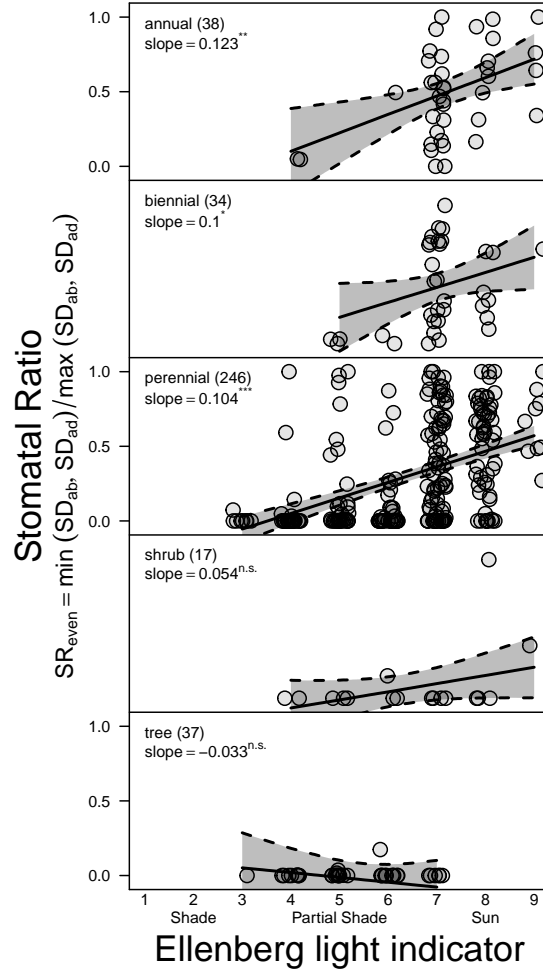 annual (38)
slope = 0.123**
1.0
0.5
0.0
biennial (34)
slope = 0.1*
perennial (246)
slope = 0.104***
1.0
0.5
0.0
shrub (17)
slope = 0.054n.s.
tree (37)
slope = −0.033n.s.
1.0
0.5
0.0
Stomatal Ratio
SReven = min (SDab, SDad) / max (SDab, SDad)
1 2 3 4 5 6 7 8 9
Shade Partial Shade Sun
Ellenberg light indicator